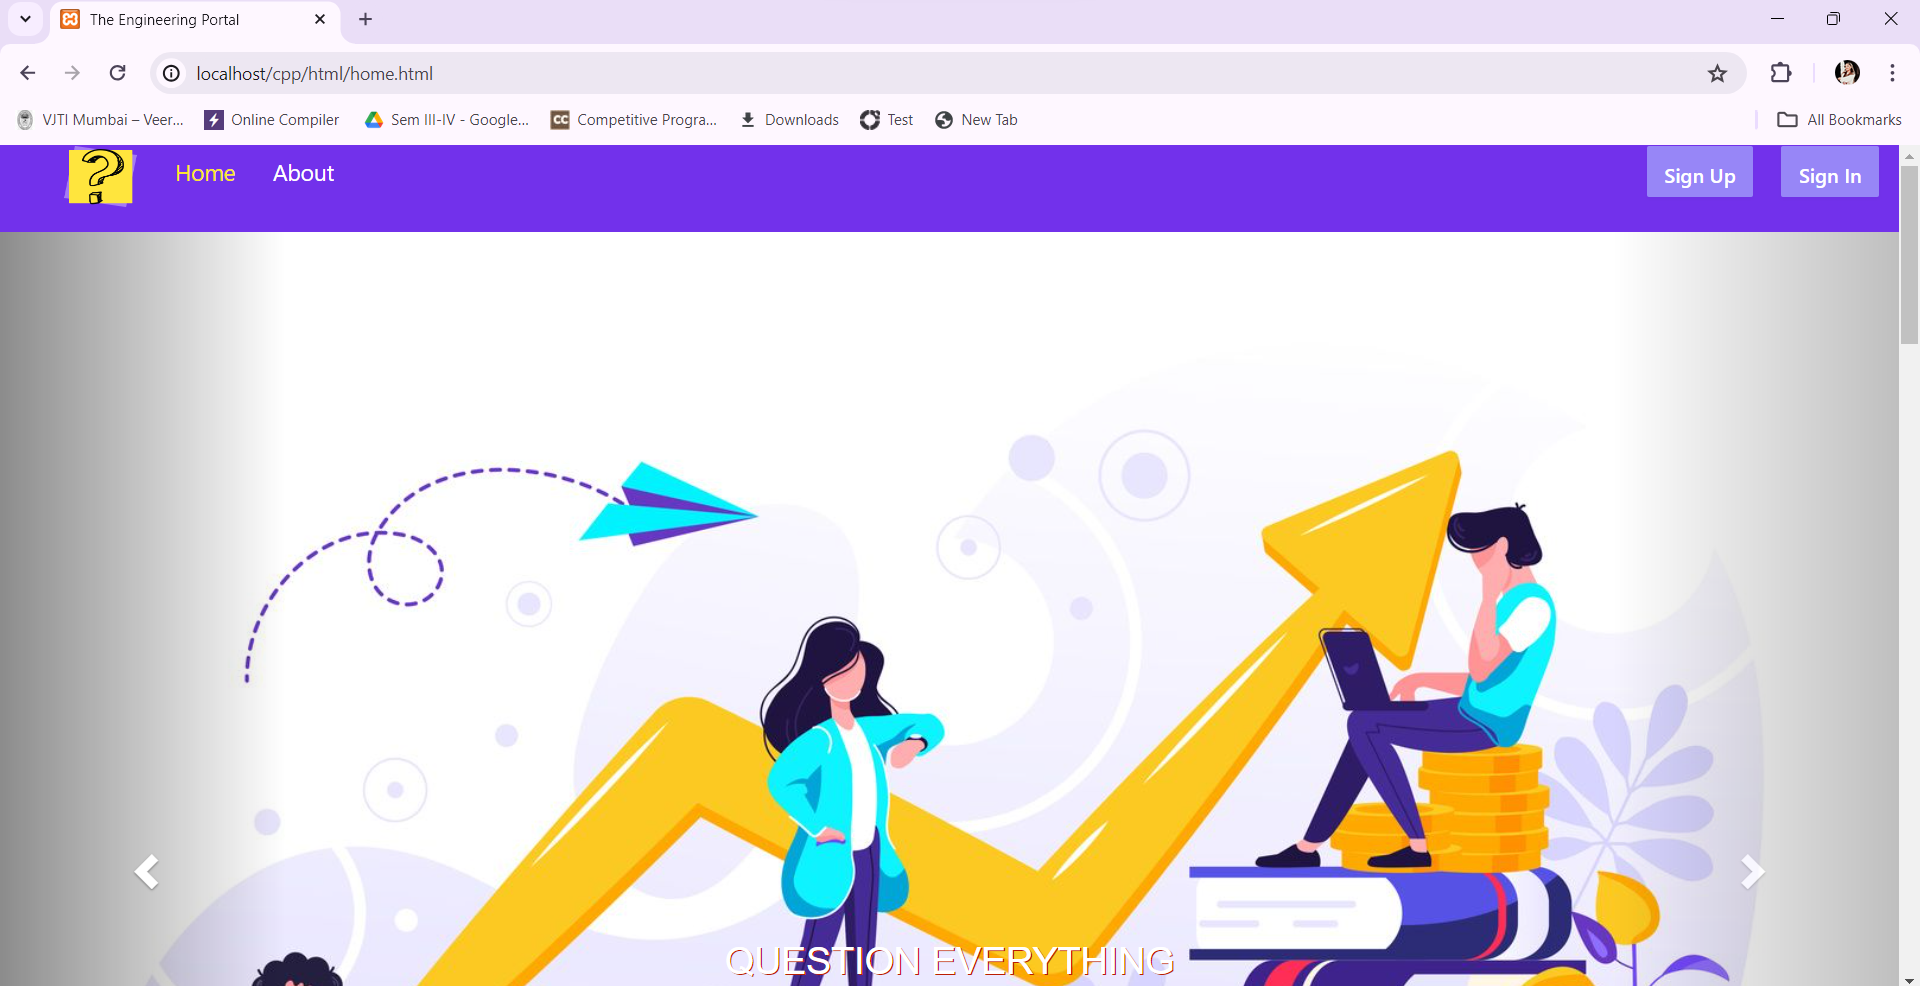 The Engineering Portal
localhost/cpp/html/home.html
VJTI Mumbai – Veer...
Online Compiler
Sem III-IV - Google...
CC
Competitive Progra...
Downloads
Test
New Tab
All Bookmarks
?
Home
About
Sign Up
Sign In
QUESTION EVERYTHING